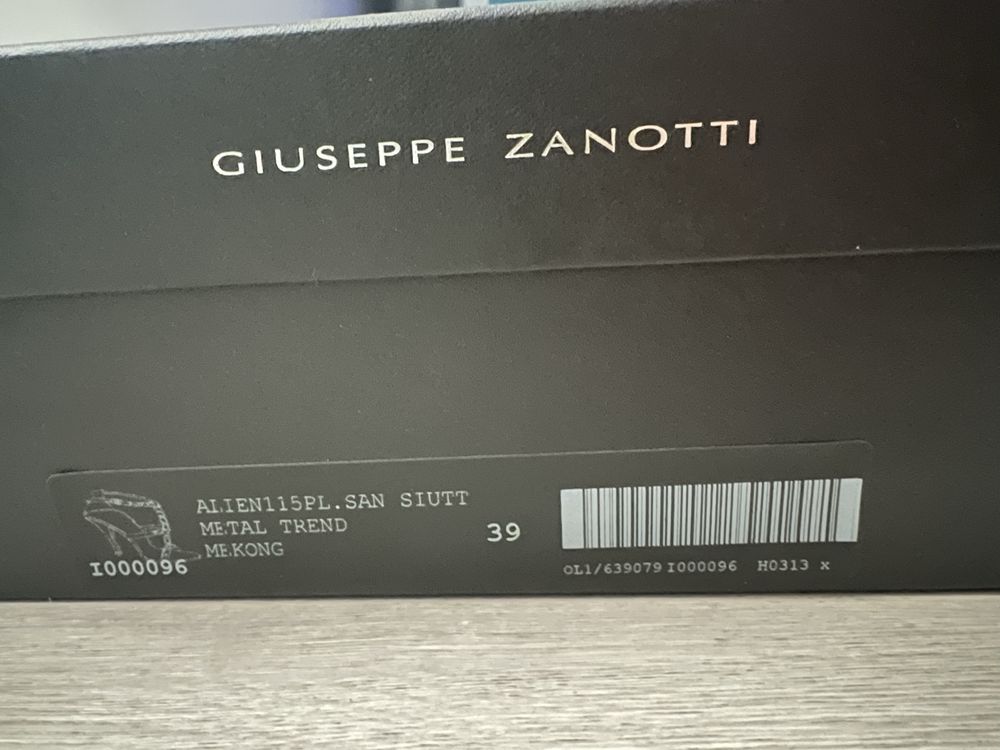 GIUSEPPE ZANOTTI
ALIEN115PL.SAN SIUTT
METAL TREND
MEKONG
I000096
39
OL1/639079 I000096 H0313 x